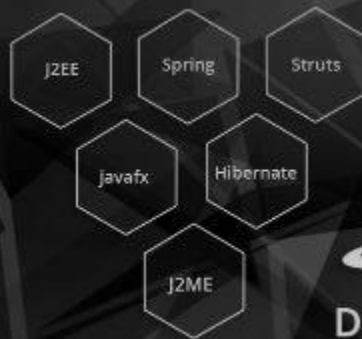 J2EE
Spring
Struts
javafx
Hibernate
J2ME
D